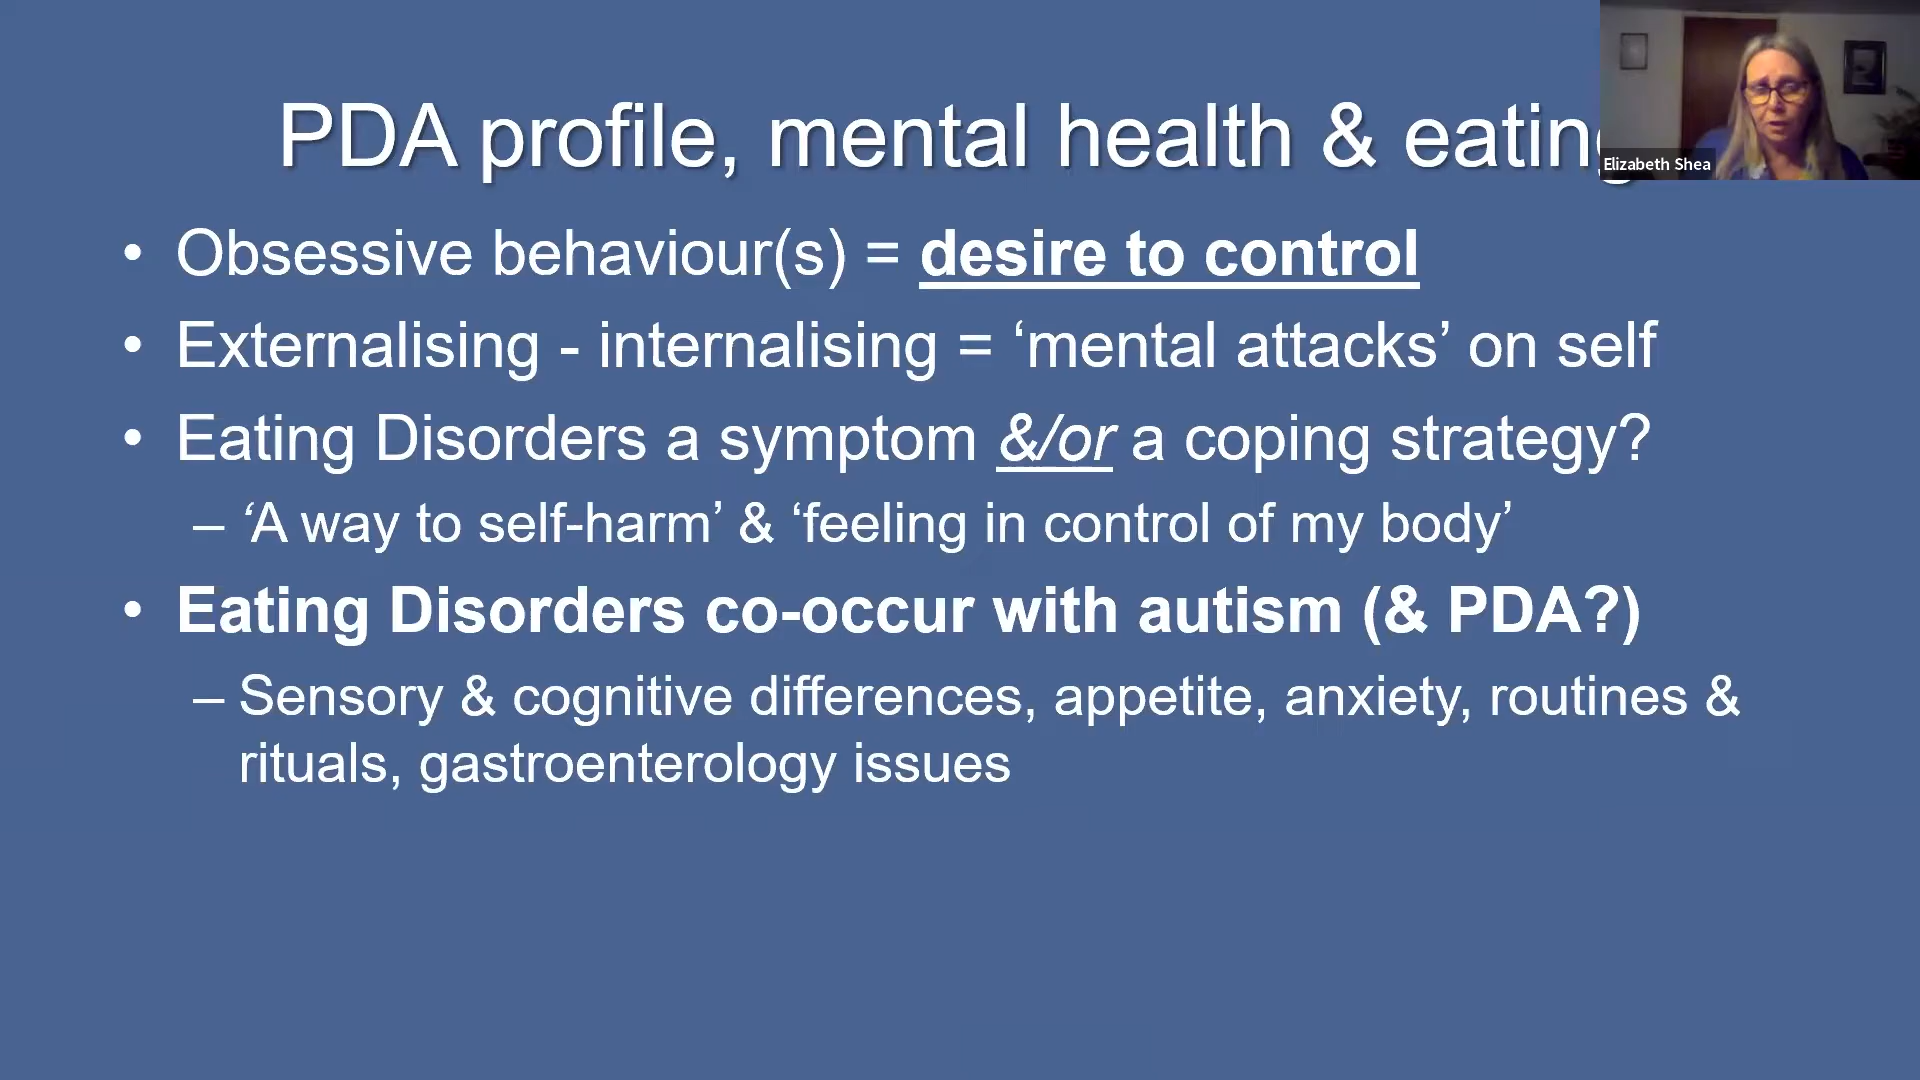 PDA profile, mental health & eating
Elizabeth Shea
• Obsessive behaviour(s) = desire to control
• Externalising - internalising = ‘mental attacks’ on self
• Eating Disorders a symptom &/or a coping strategy?
– ‘A way to self-harm’ & ‘feeling in control of my body’
• Eating Disorders co-occur with autism (& PDA?)
– Sensory & cognitive differences, appetite, anxiety, routines &
rituals, gastroenterology issues